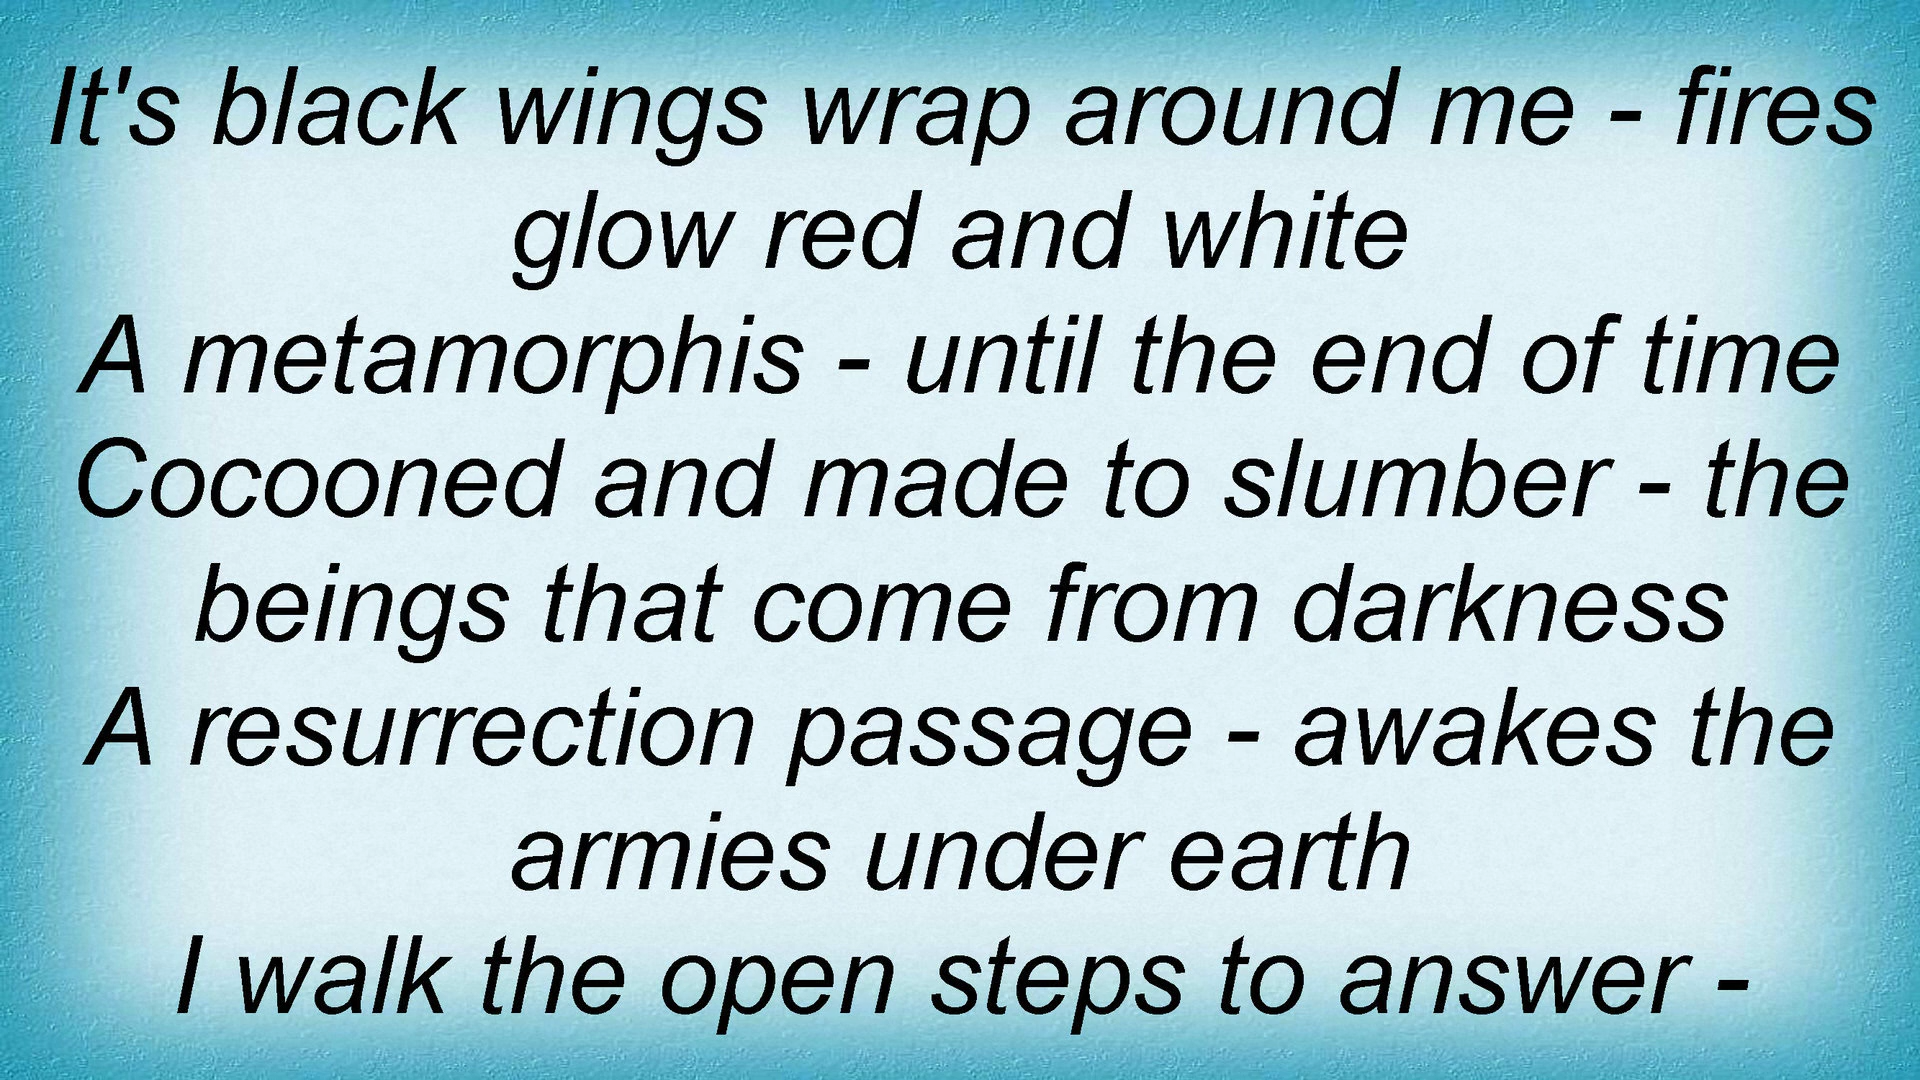 It's black wings wrap around me - fires
glow red and white
A metamorphis - until the end of time
Cocooned and made to slumber - the
beings that come from darkness
A resurrection passage - awakes the
armies under earth
I walk the open steps to answer -